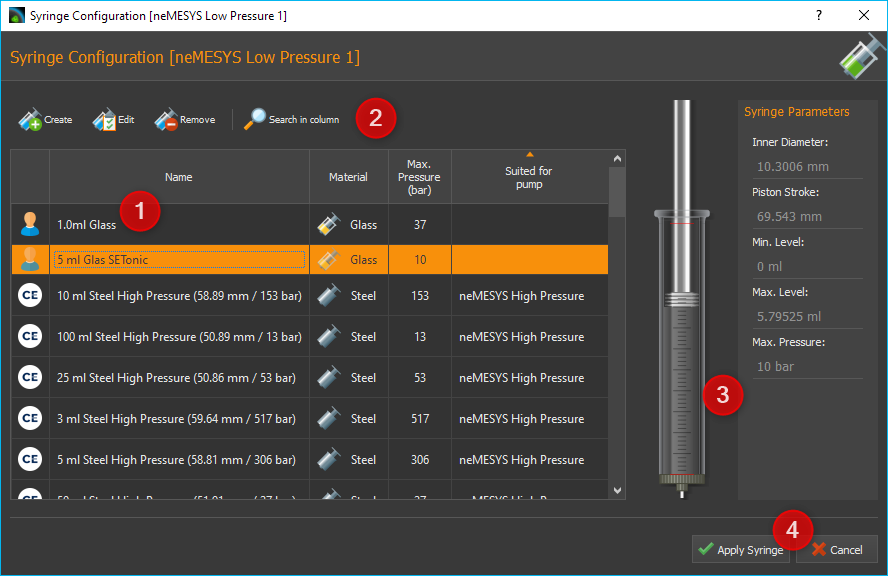 Syringe Configuration [neMESYS Low Pressure 1]
?
Syringe Configuration [neMESYS Low Pressure 1]
Create Edit Remove Search in column 2
Name Material Max. Pressure (bar) Suited for pump
1
1.0ml Glass Glass 37
5 ml Glas SETonic Glass 10
CE 10 ml Steel High Pressure (58.89 mm / 153 bar) Steel 153 neMESYS High Pressure
CE 100 ml Steel High Pressure (50.89 mm / 13 bar) Steel 13 neMESYS High Pressure
CE 25 ml Steel High Pressure (50.86 mm / 53 bar) Steel 53 neMESYS High Pressure
CE 3 ml Steel High Pressure (59.64 mm / 517 bar) Steel 517 neMESYS High Pressure
CE 5 ml Steel High Pressure (58.81 mm / 306 bar) Steel 306 neMESYS High Pressure
Syringe Parameters
Inner Diameter:
10.3006 mm
Piston Stroke:
69.543 mm
Min. Level:
0 ml
Max. Level:
5.79525 ml
Max. Pressure:
10 bar
3
4
Apply Syringe Cancel